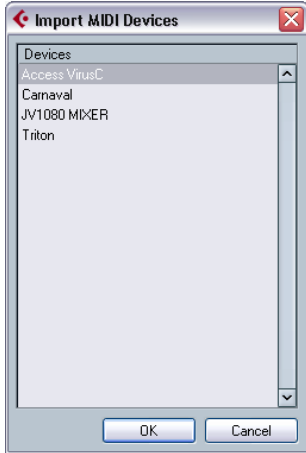 Import MIDI Devices
Devices
Access VirusC
Carnaval
JV1080 MIXER
Triton
OK
Cancel